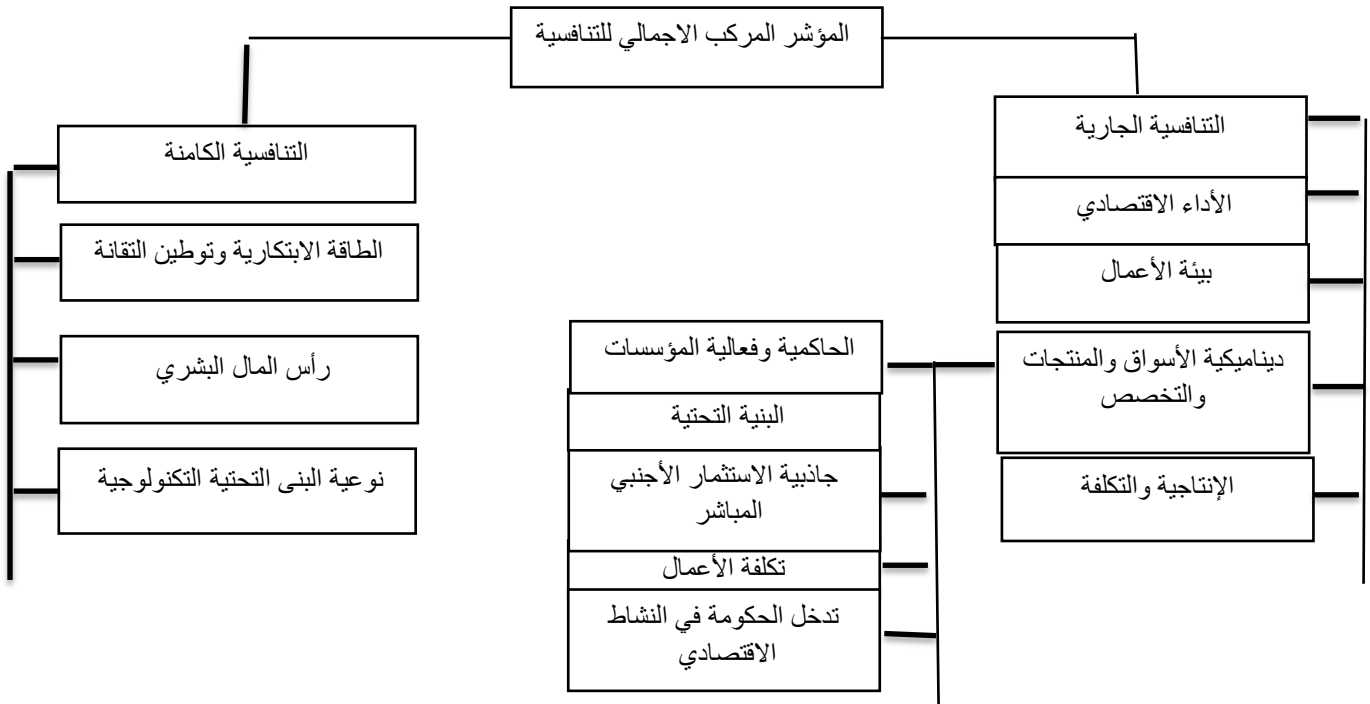 المؤشر المركب الاجمالي للتنافسية
التنافسية الجارية
الأداء الاقتصادي
بيئة الأعمال
ديناميكية الأسواق والمنتجات
والتخصص
الإنتاجية والتكلفة
الحاكمية وفعالية المؤسسات
البنية التحتية
جاذبية الاستثمار الأجنبي
المباشر
تكلفة الأعمال
تدخل الحكومة في النشاط
الاقتصادي
التنافسية الكامنة
الطاقة الابتكارية وتوطين التقانة
رأس المال البشري
نوعية البنى التحتية التكنولوجية